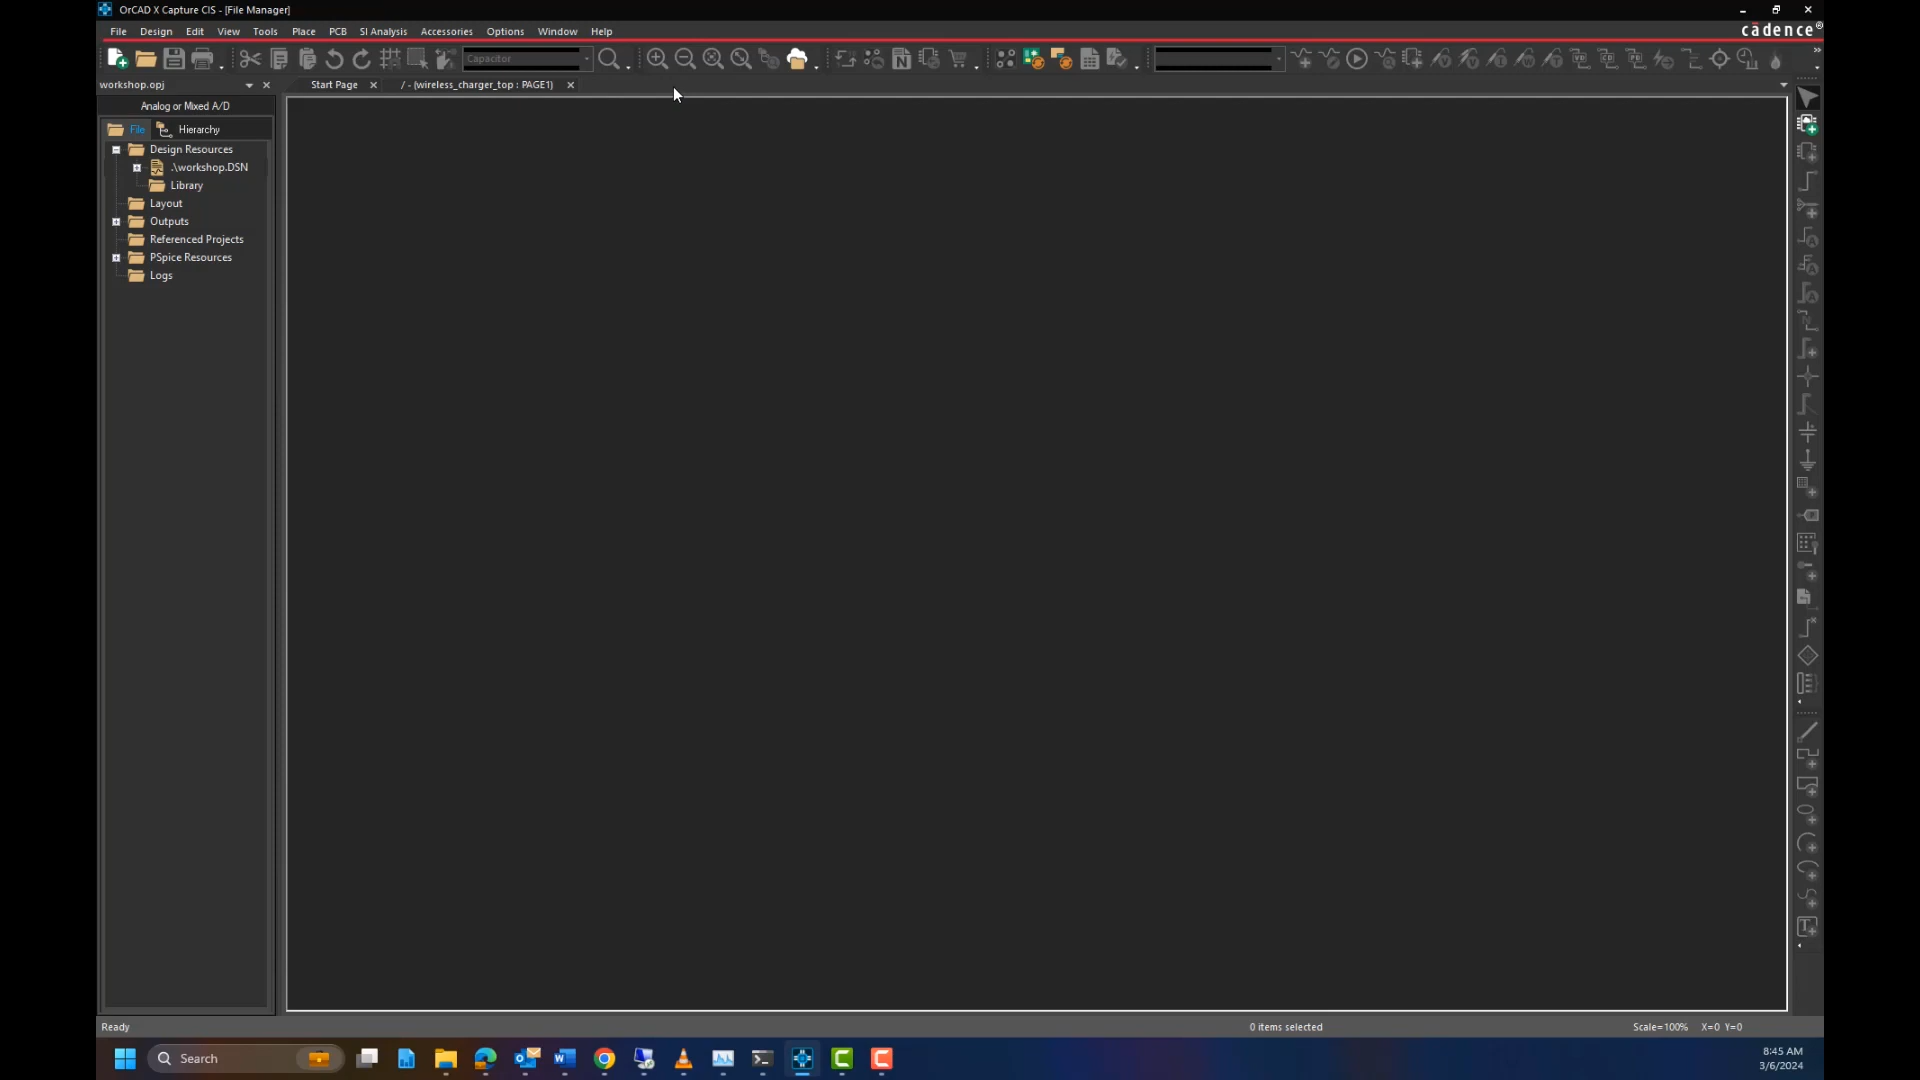 OrCAD X Capture CIS - [File Manager]
File Design Edit View Tools Place PCB SI Analysis Accessories Options Window Help
cādence®
Capacitor
workshop.opj
Start Page
/ - (wireless_charger_top : PAGE1)
Analog or Mixed A/D
File
Hierarchy
Design Resources
.\workshop.DSN
Library
Layout
Outputs
Referenced Projects
PSpice Resources
Logs
Ready
0 items selected
Scale=100% X=0 Y=0
Search
8:45 AM
3/6/2024